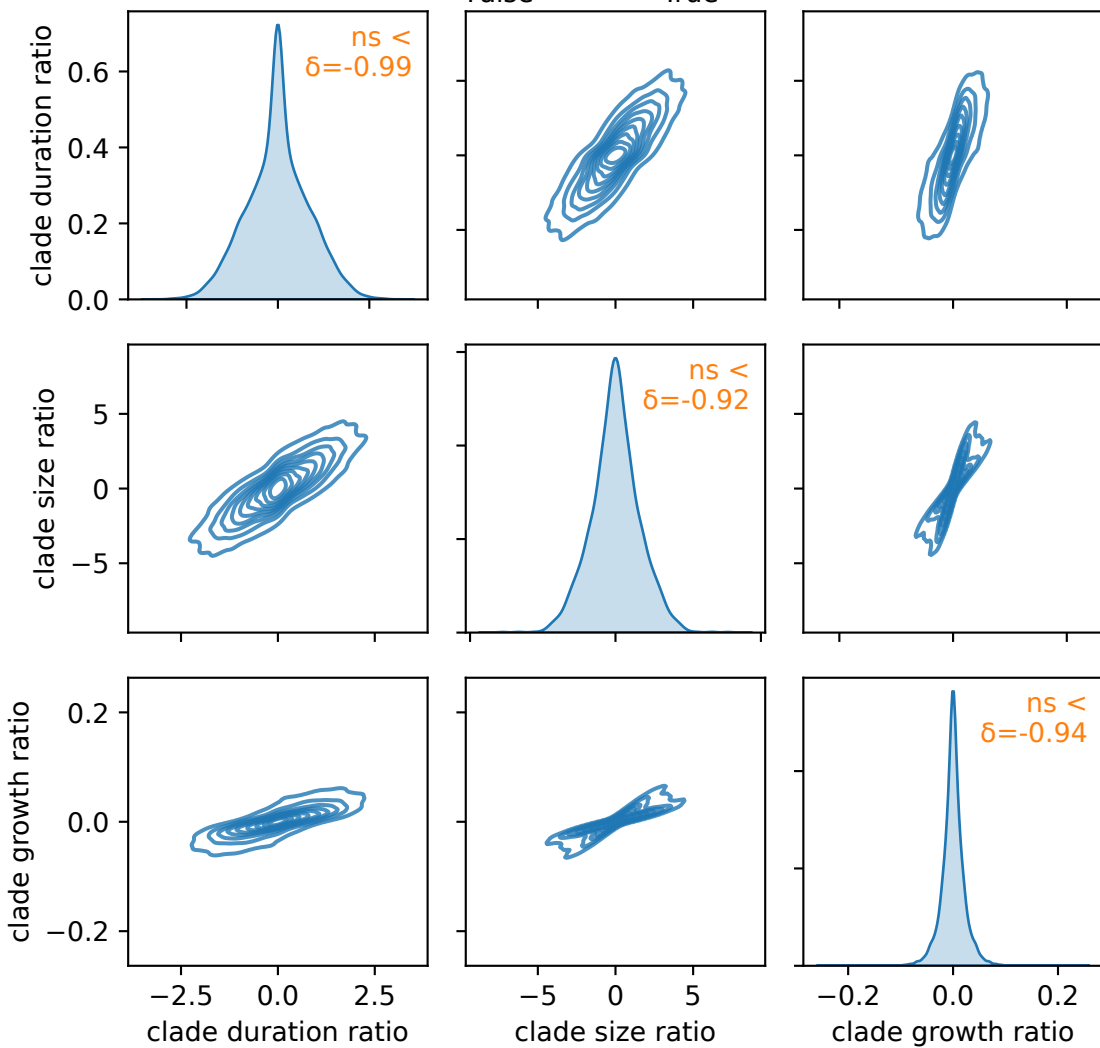 clade duration ratio
0.6
0.4
0.2
0.0
ns <
δ=-0.99
clade size ratio
5
0
−5
ns <
δ=-0.92
clade growth ratio
0.2
0.0
−0.2
ns <
δ=-0.94
−2.5 0.0 2.5
−5 0 5
−0.2 0.0 0.2
clade duration ratio
clade size ratio
clade growth ratio